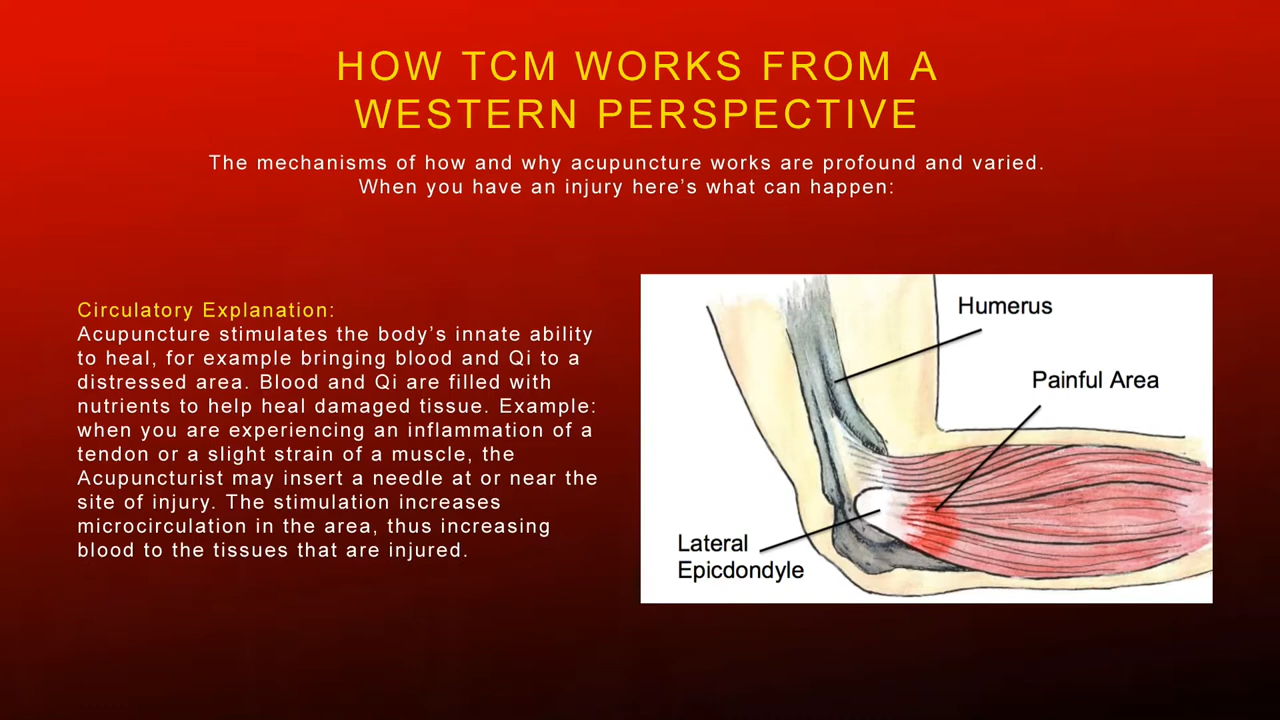 HOW TCM WORKS FROM A
WESTERN PERSPECTIVE
The mechanisms of how and why acupuncture works are profound and varied.
When you have an injury here’s what can happen:
Circulatory Explanation:
Acupuncture stimulates the body’s innate ability
to heal, for example bringing blood and Qi to a
distressed area. Blood and Qi are filled with
nutrients to help heal damaged tissue. Example:
when you are experiencing an inflammation of a
tendon or a slight strain of a muscle, the
Acupuncturist may insert a needle at or near the
site of injury. The stimulation increases
microcirculation in the area, thus increasing
blood to the tissues that are injured.
Humerus
Painful Area
Lateral
Epicdondyle